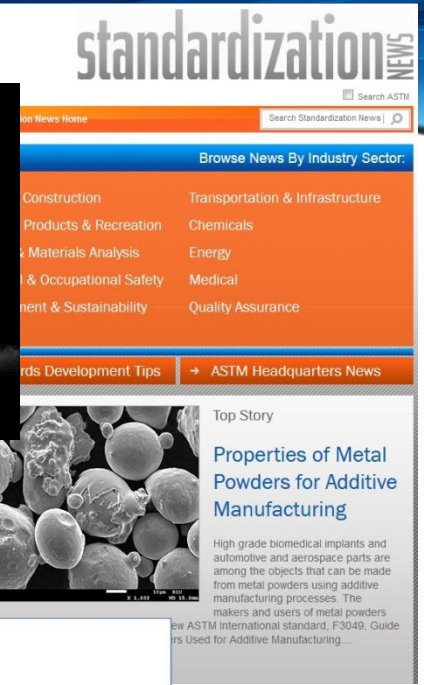 standardization NEWS
Search ASTM
on News Home
Search Standardization News
Browse News By Industry Sector:
Construction
Transportation & Infrastructure
Products & Recreation
Chemicals
Materials Analysis
Energy
& Occupational Safety
Medical
ment & Sustainability
Quality Assurance
rds Development Tips
→ ASTM Headquarters News
Top Story
Properties of Metal
Powders for Additive
Manufacturing
High grade biomedical implants and
automotive and aerospace parts are
among the objects that can be made
from metal powders using additive
manufacturing processes. The
makers and users of metal powders
ew ASTM International standard, F3049, Guide
rs Used for Additive Manufacturing....